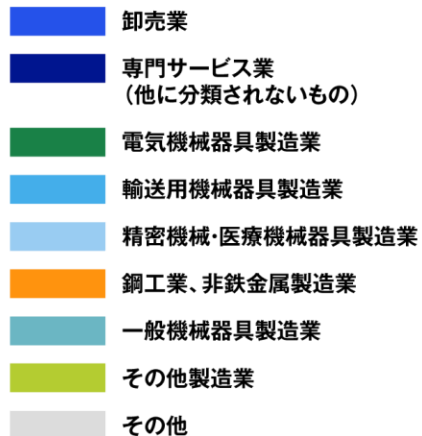 卸売業
専門サービス業
（他に分類されないもの）
電気機械器具製造業
輸送用機械器具製造業
精密機械・医療機械器具製造業
鋼工業、非鉄金属製造業
一般機械器具製造業
その他製造業
その他